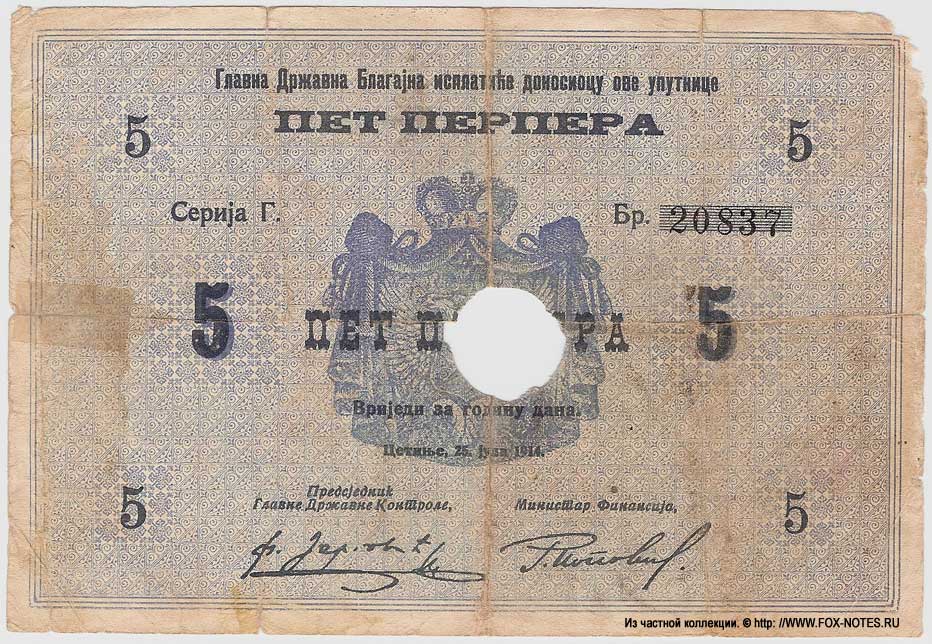 Главна Државна Благајна исплатиће доносиоцу ове упутнице
ПЕТ ПЕРПЕРА
5 5
Серија Г. Бр. 20837
5 ПЕТ П РА 5
Вриједи за годину дана.
Цетиње, 25. јула 1914.
Предсједник
Главне Државне Контроле, Министар Финансија,
5 5
Из частной коллекции. © http: //WWW.FOX-NOTES.RU